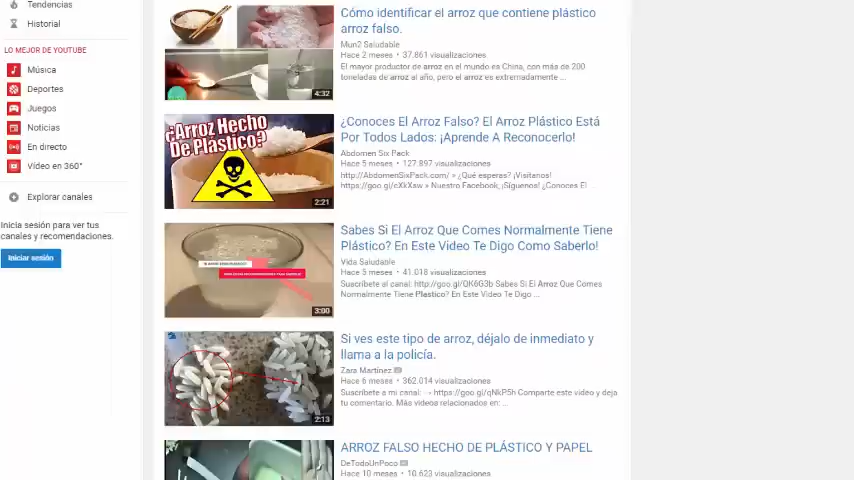 Tendencias
Historial
LO MEJOR DE YOUTUBE
Música
Deportes
Juegos
Noticias
En directo
Vídeo en 360°
Explorar canales
Inicia sesión para ver tus
canales y recomendaciones.
Iniciar sesión
4:32
Cómo identificar el arroz que contiene plástico
arroz falso.
Mun2 Saludable
Hace 2 meses • 37.861 visualizaciones
El mayor productor de arroz en el mundo es China, con más de 200
toneladas de arroz al año, pero el arroz es extremadamente ...
¿Arroz Hecho
De Plástico?
2:21
¿Conoces El Arroz Falso? El Arroz Plástico Está
Por Todos Lados: ¡Aprende A Reconocerlo!
Abdomen Six Pack
Hace 5 meses • 127.897 visualizaciones
http://AbdomenSixPack.com/ » ¿Qué esperas? ¡Visítanos!
https://goo.gl/cXkXaw » Nuestro Facebook, ¡Síguenos! ¿Conoces El ...
3:00
Sabes Si El Arroz Que Comes Normalmente Tiene
Plástico? En Este Video Te Digo Como Saberlo!
Vida Saludable
Hace 5 meses • 41.018 visualizaciones
Suscríbete al canal: http://goo.gl/QK6G3b Sabes Si El Arroz Que Comes
Normalmente Tiene Plastico? En Este Video Te Digo ...
2:13
Si ves este tipo de arroz, déjalo de inmediato y
llama a la policía.
Zara Martínez
Hace 6 meses • 362.014 visualizaciones
Suscríbete a mi canal: --› https://goo.gl/qNkP5h Comparte este video y deja
tu comentario. Más videos relacionados en: ...
ARROZ FALSO HECHO DE PLÁSTICO Y PAPEL
DeTodoUnPoco
Hace 10 meses • 10.623 visualizaciones